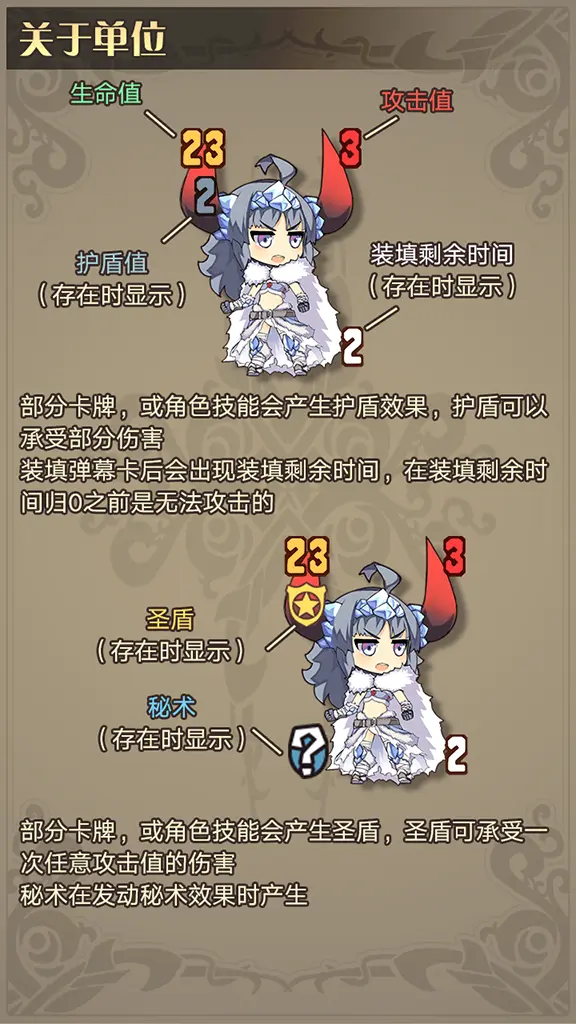 关于单位
生命值
攻击值
23
3
2
护盾值
(存在时显示)
装填剩余时间
(存在时显示)
2
部分卡牌，或角色技能会产生护盾效果，护盾可以
承受部分伤害
装填弹幕卡后会出现装填剩余时间，在装填剩余时
间归0之前是无法攻击的
23
3
圣盾
(存在时显示)
秘术
(存在时显示)
?
2
部分卡牌，或角色技能会产生圣盾，圣盾可承受一
次任意攻击值的伤害
秘术在发动秘术效果时产生